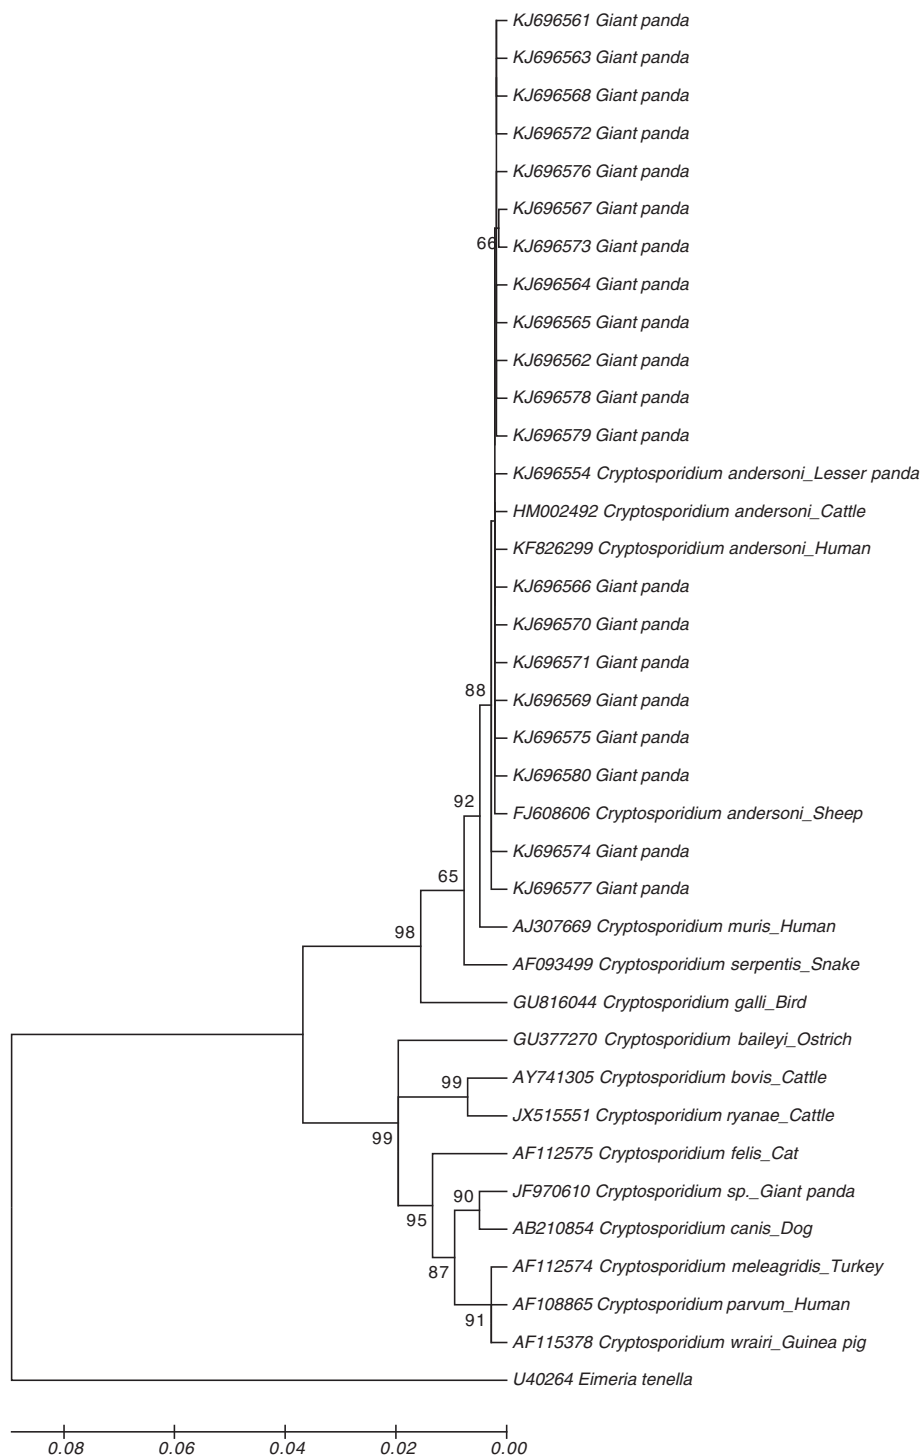 KJ696561 Giant panda
KJ696563 Giant panda
KJ696568 Giant panda
KJ696572 Giant panda
KJ696576 Giant panda
KJ696567 Giant panda
66
KJ696573 Giant panda
KJ696564 Giant panda
KJ696565 Giant panda
KJ696562 Giant panda
KJ696578 Giant panda
KJ696579 Giant panda
KJ696554 Cryptosporidium andersoni_Lesser panda
HM002492 Cryptosporidium andersoni_Cattle
KF826299 Cryptosporidium andersoni_Human
KJ696566 Giant panda
KJ696570 Giant panda
KJ696571 Giant panda
88
KJ696569 Giant panda
KJ696575 Giant panda
KJ696580 Giant panda
92
FJ608606 Cryptosporidium andersoni_Sheep
KJ696574 Giant panda
65
KJ696577 Giant panda
AJ307669 Cryptosporidium muris_Human
98
AF093499 Cryptosporidium serpentis_Snake
GU816044 Cryptosporidium galli_Bird
GU377270 Cryptosporidium baileyi_Ostrich
AY741305 Cryptosporidium bovis_Cattle
99
JX515551 Cryptosporidium ryanae_Cattle
99
AF112575 Cryptosporidium felis_Cat
JF970610 Cryptosporidium sp._Giant panda
90
95
AB210854 Cryptosporidium canis_Dog
AF112574 Cryptosporidium meleagridis_Turkey
87
AF108865 Cryptosporidium parvum_Human
91
AF115378 Cryptosporidium wrairi_Guinea pig
U40264 Eimeria tenella
0.08 0.06 0.04 0.02 0.00